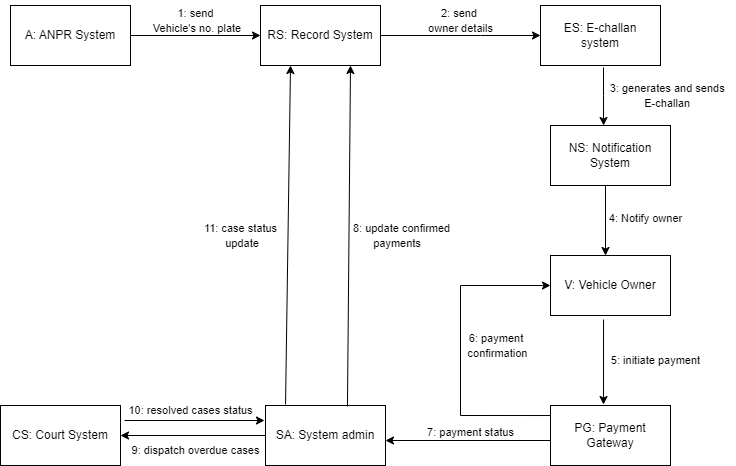 1: send
Vehicle's no. plate
2: send
owner details
A: ANPR System
RS: Record System
ES: E-challan
system
3: generates and sends
E-challan
NS: Notification
System
4: Notify owner
11: case status
update
8: update confirmed
payments
V: Vehicle Owner
6: payment
confirmation
5: initiate payment
10: resolved cases status
CS: Court System
SA: System admin
7: payment status
PG: Payment
Gateway
9: dispatch overdue cases